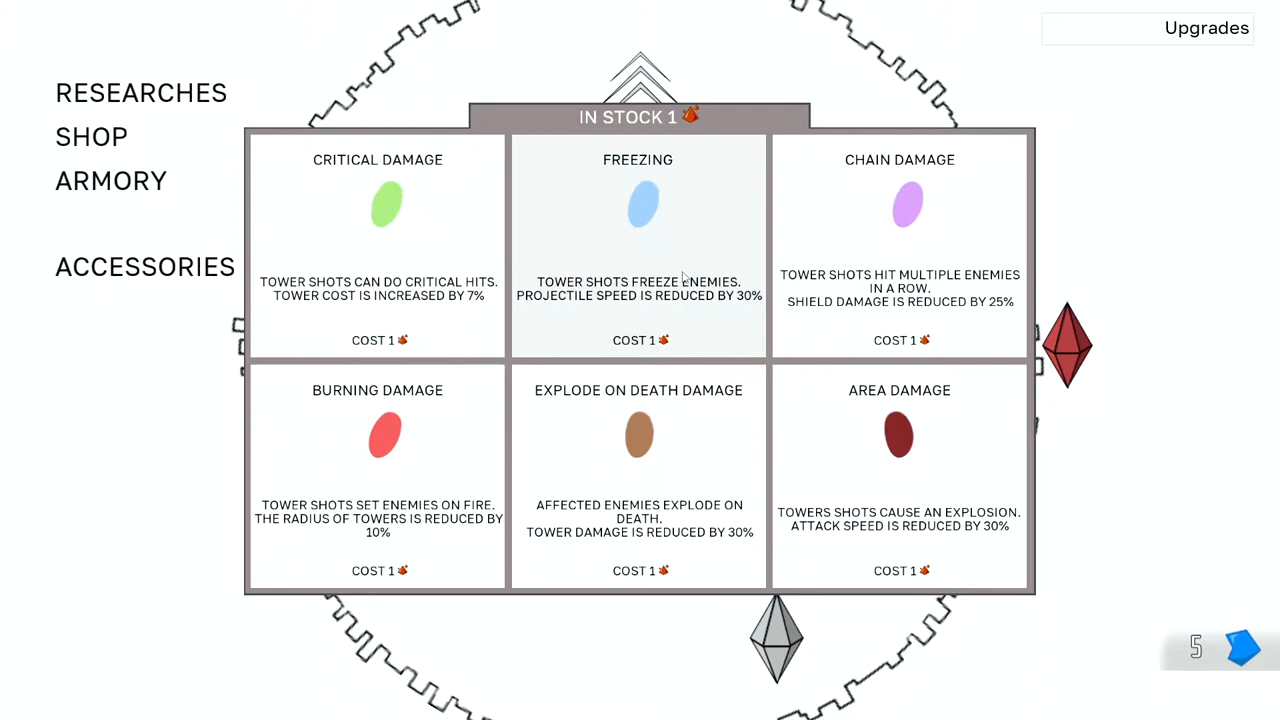 Upgrades
RESEARCHES
SHOP
ARMORY
ACCESSORIES
IN STOCK 1
CRITICAL DAMAGE
TOWER SHOTS CAN DO CRITICAL HITS.
TOWER COST IS INCREASED BY 7%
COST 1
FREEZING
TOWER SHOTS FREEZE ENEMIES.
PROJECTILE SPEED IS REDUCED BY 30%
COST 1
CHAIN DAMAGE
TOWER SHOTS HIT MULTIPLE ENEMIES
IN A ROW.
SHIELD DAMAGE IS REDUCED BY 25%
COST 1
BURNING DAMAGE
TOWER SHOTS SET ENEMIES ON FIRE.
THE RADIUS OF TOWERS IS REDUCED BY
10%
COST 1
EXPLODE ON DEATH DAMAGE
AFFECTED ENEMIES EXPLODE ON
DEATH.
TOWER DAMAGE IS REDUCED BY 30%
COST 1
AREA DAMAGE
TOWERS SHOTS CAUSE AN EXPLOSION.
ATTACK SPEED IS REDUCED BY 30%
COST 1
5